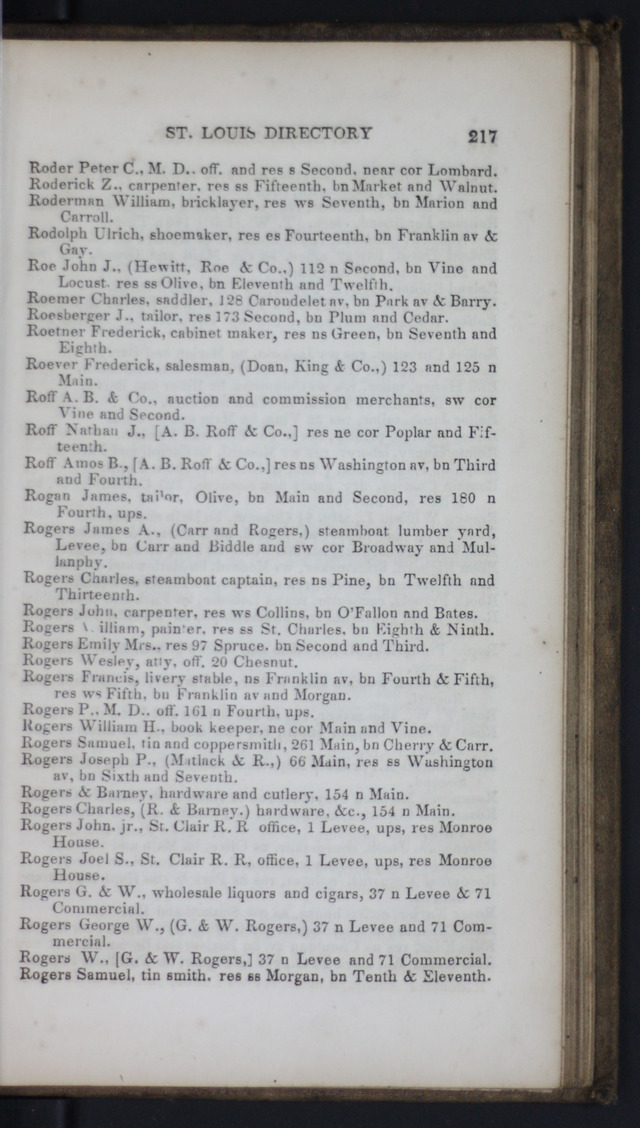 ST. LOUIS DIRECTORY 217
Roder Peter C., M. D., off. and res s Second, near cor Lombard.
Roderick Z., carpenter, res ss Fifteenth, bn Market and Walnut.
Roderman William, bricklayer, res ws Seventh, bn Marion and
Carroll.
Rodolph Ulrich, shoemaker, res es Fourteenth, bn Franklin av &
Gay.
Roe John J., (Hewitt, Roe & Co.,) 112 n Second, bn Vine and
Locust, res ss Olive, bn Eleventh and Twelfth.
Roemer Charles, saddler, 128 Carondelet av, bn Park av & Barry.
Roesberger J., tailor, res 173 Second, bn Plum and Cedar.
Roetner Frederick, cabinet maker, res ns Green, bn Seventh and
Eighth.
Roever Frederick, salesman, (Doan, King & Co.,) 123 and 125 n
Main.
Roff A. B. & Co., auction and commission merchants, sw cor
Vine and Second.
Roff Nathan J., [A. B. Roff & Co.,] res ne cor Poplar and Fif-
teenth.
Roff Amos B., [A. B. Roff & Co.,] res ns Washington av, bn Third
and Fourth.
Rogan James, tailor, Olive, bn Main and Second, res 180 n
Fourth, ups.
Rogers James A., (Carr and Rogers,) steamboat lumber yard,
Levee, bn Carr and Biddle and sw cor Broadway and Mul-
lanphy.
Rogers Charles, steamboat captain, res ns Pine, bn Twelfth and
Thirteenth.
Rogers John, carpenter, res ws Collins, bn O'Fallon and Bates.
Rogers William, painter, res ss St. Charles, bn Eighth & Ninth.
Rogers Emily Mrs., res 97 Spruce, bn Second and Third.
Rogers Wesley, atty, off. 20 Chesnut.
Rogers Francis, livery stable, ns Franklin av, bn Fourth & Fifth,
res ws Fifth, bn Franklin av and Morgan.
Rogers P., M. D., off. 161 n Fourth, ups.
Rogers William H., book keeper, ne cor Main and Vine.
Rogers Samuel, tin and coppersmith, 261 Main, bn Cherry & Carr.
Rogers Joseph P., (Matlack & R.,) 66 Main, res ss Washington
av, bn Sixth and Seventh.
Rogers & Barney, hardware and cutlery, 154 n Main.
Rogers Charles, (R. & Barney.) hardware, &c., 154 n Main.
Rogers John, jr., St. Clair R. R office, 1 Levee, ups, res Monroe
House.
Rogers Joel S., St. Clair R. R, office, 1 Levee, ups, res Monroe
House.
Rogers G. & W., wholesale liquors and cigars, 37 n Levee & 71
Commercial.
Rogers George W., (G. & W. Rogers,) 37 n Levee and 71 Com-
mercial.
Rogers W., [G. & W. Rogers,] 37 n Levee and 71 Commercial.
Rogers Samuel, tin smith, res ss Morgan, bn Tenth & Eleventh.